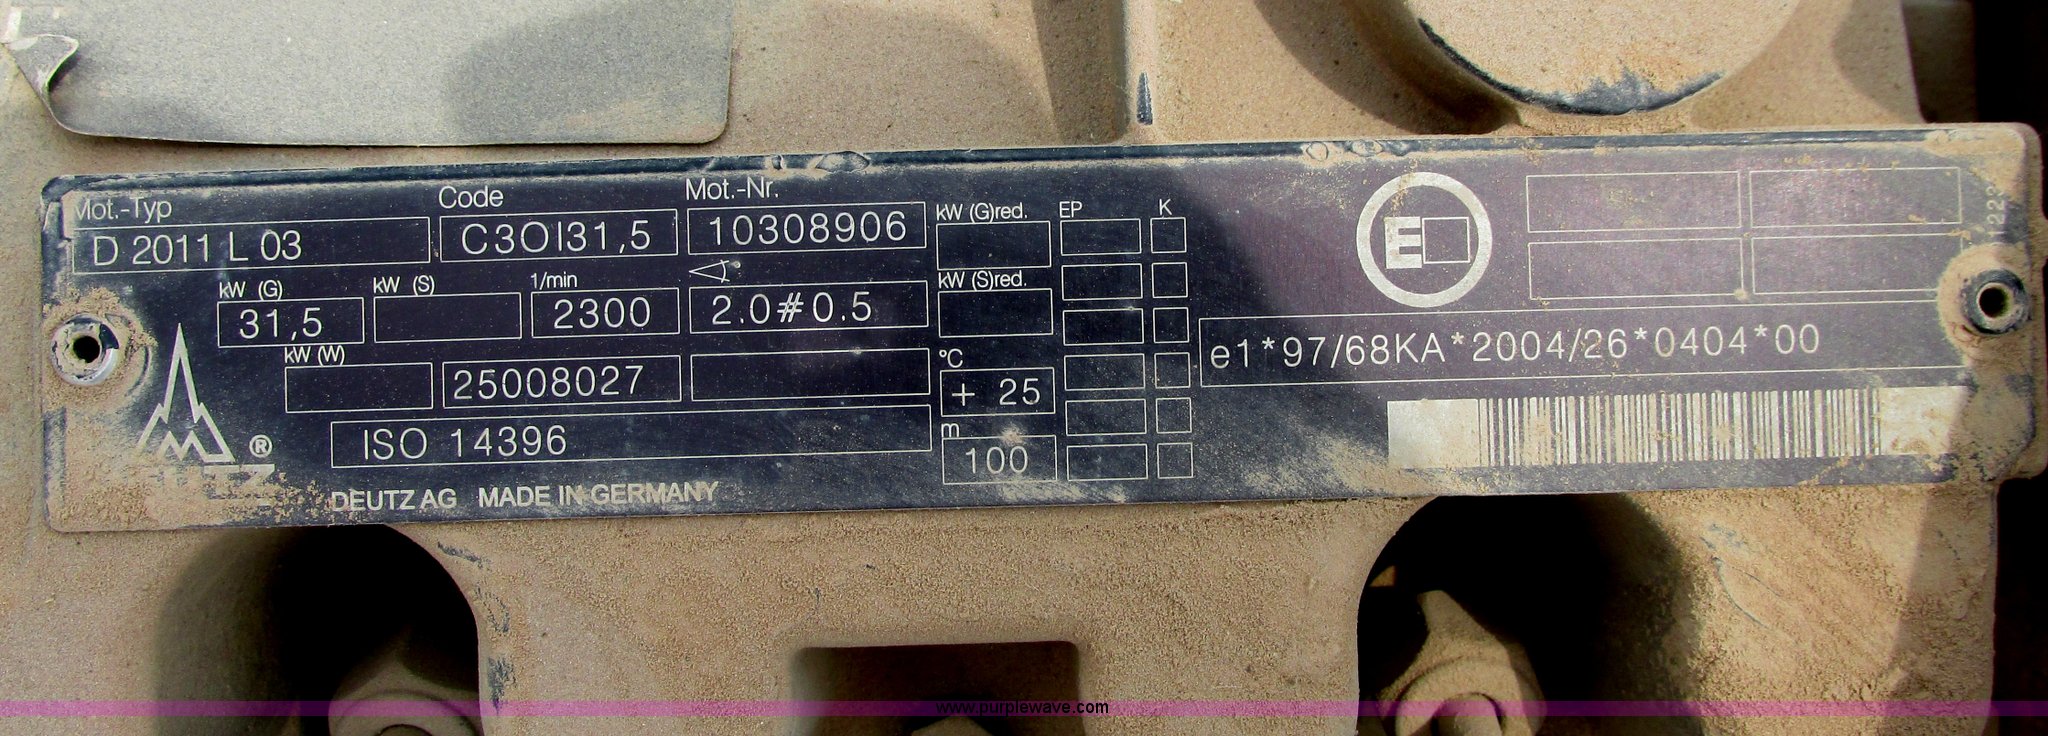 Mot.-Typ Code Mot.-Nr.
D 2011 L 03 C3OI31,5 10308906 kW (G)red. EP K
kW (G) kW (S) 1/min kW (S)red.
31,5 2300 2.0#0.5
kW (W) °C
25008027 + 25
e1*97/68KA*2004/26*0404*00
ISO 14396 m
100
® E
DEUTZ AG MADE IN GERMANY
www.purplewave.com